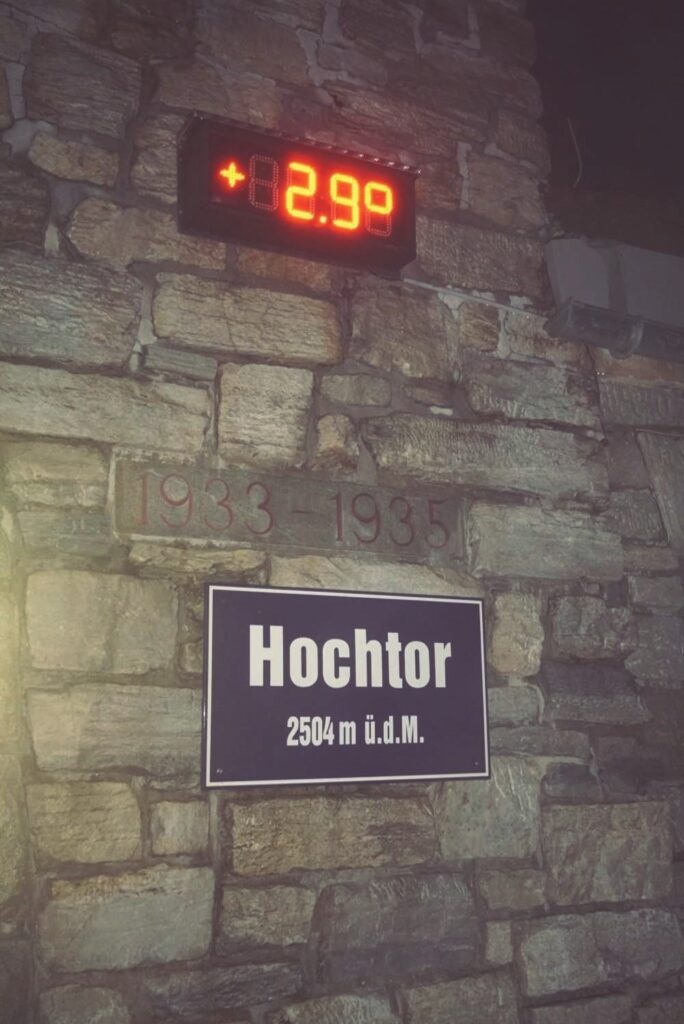 + 2.9°
1933 - 1935
Hochtor
2504 m ü.d.M.